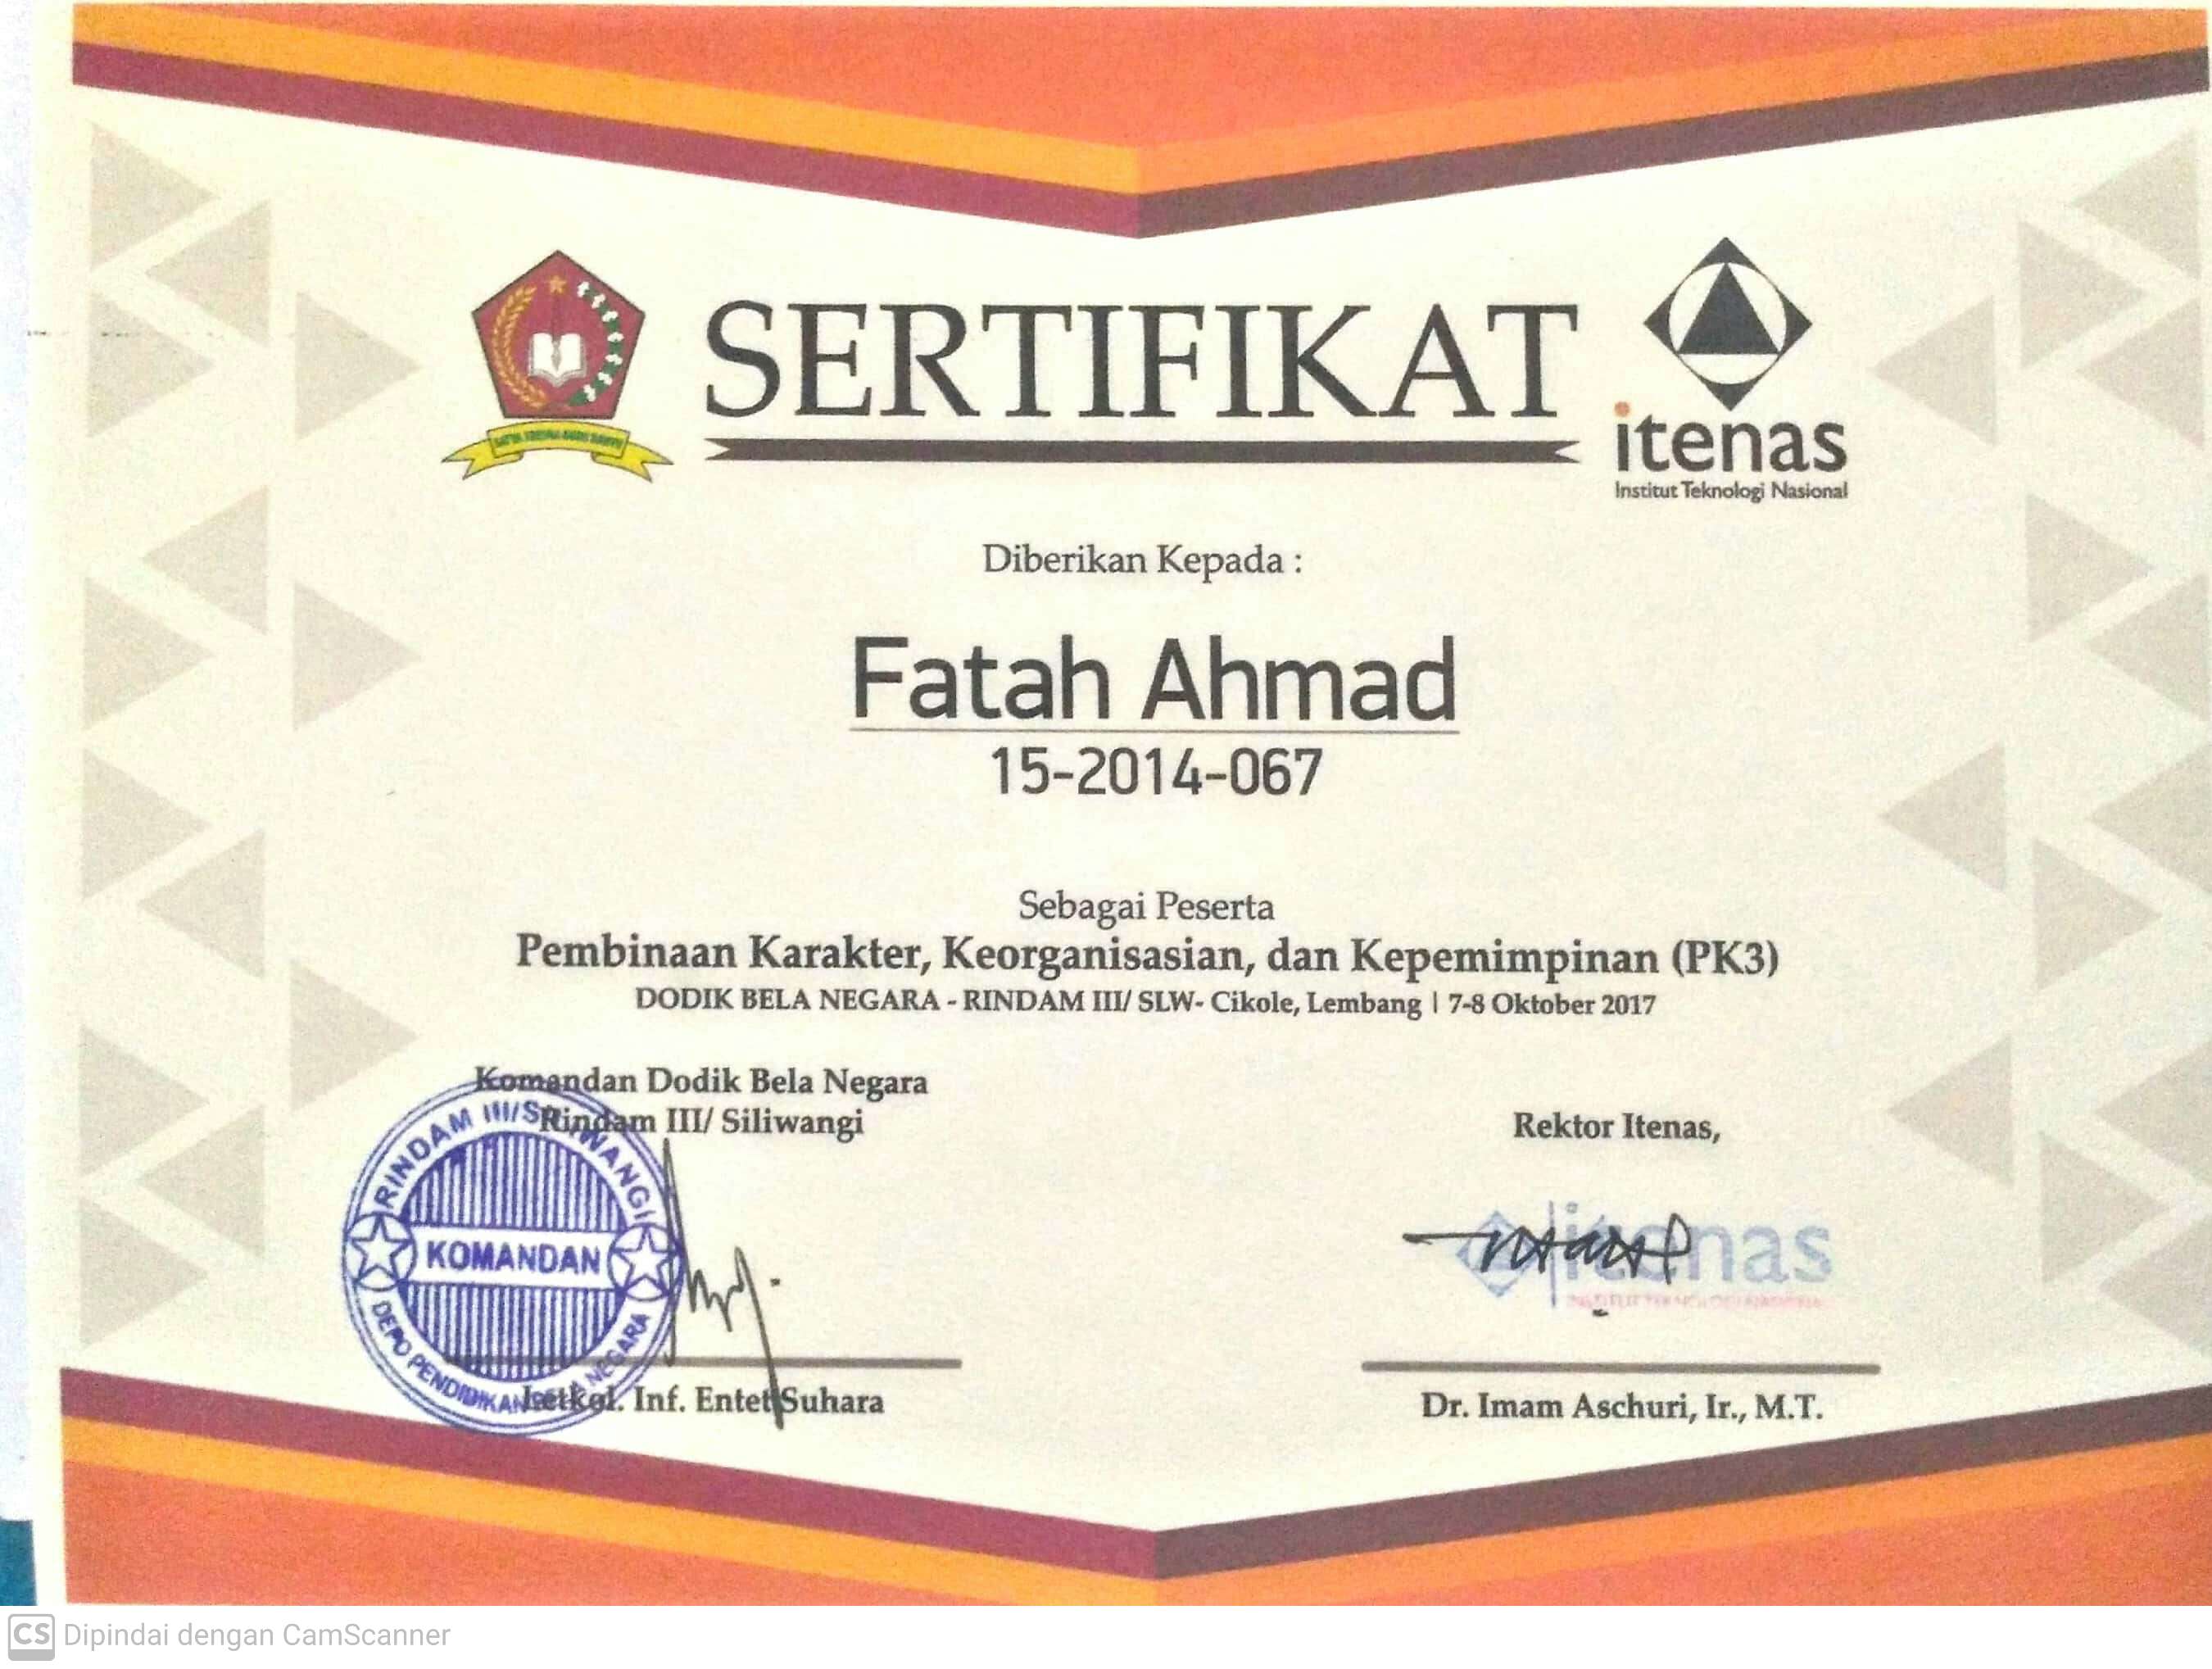 SERTIFIKAT
itenas
Institut Teknologi Nasional
Diberikan Kepada :
Fatah Ahmad
15-2014-067
Sebagai Peserta
Pembinaan Karakter, Keorganisasian, dan Kepemimpinan (PK3)
DODIK BELA NEGARA - RINDAM III/ SLW- Cikole, Lembang | 7-8 Oktober 2017
Komandan Dodik Bela Negara
Rindam III/ Siliwangi
RINDAM III/SILIWANGI
KOMANDAN
DEPO PENDIDIKAN BELA NEGARA
Letkol. Inf. Entet Suhara
Rektor Itenas,
itenas
INSTITUT TEKNOLOGI NASIONAL
Dr. Imam Aschuri, Ir., M.T.
CS Dipindai dengan CamScanner